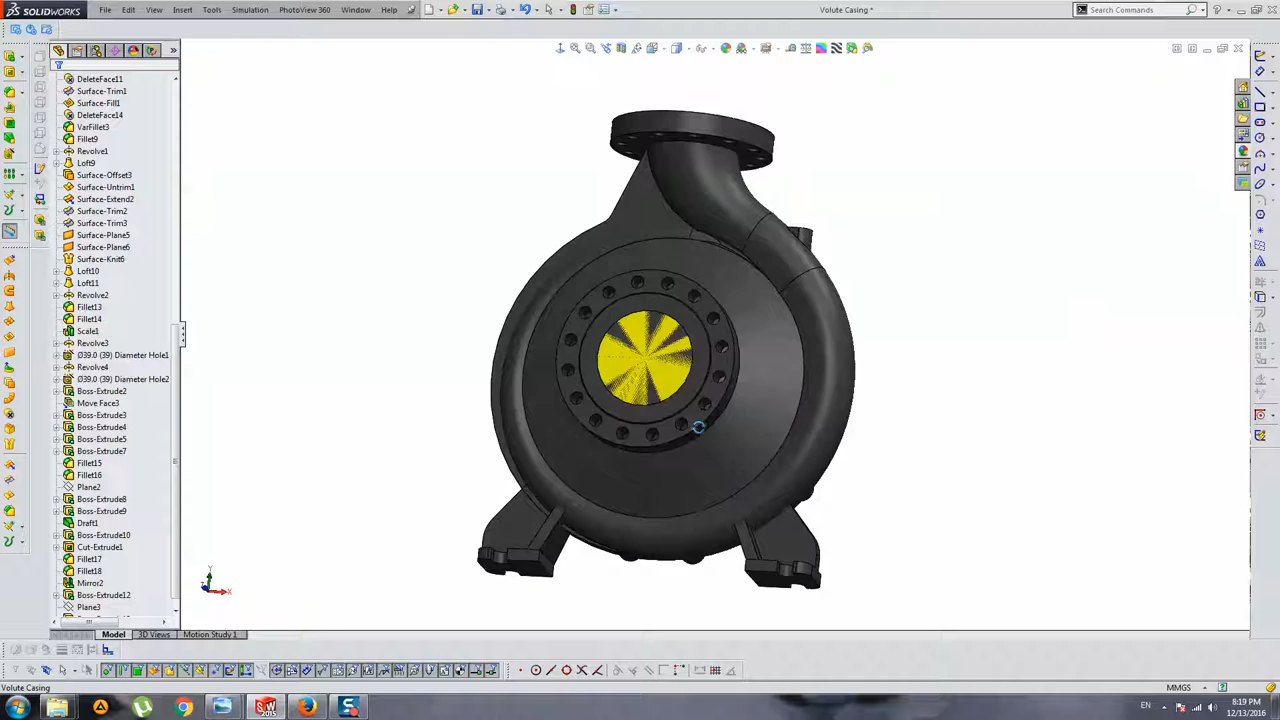 SOLIDWORKS File Edit View Insert Tools Simulation PhotoView 360 Window Help Volute Casing * Search Commands
DeleteFace11
Surface-Trim1
Surface-Fill1
DeleteFace14
VarFillet3
Fillet9
Revolve1
Loft9
Surface-Offset3
Surface-Untrim1
Surface-Extend2
Surface-Trim2
Surface-Trim3
Surface-Plane5
Surface-Plane6
Surface-Knit6
Loft10
Loft11
Revolve2
Fillet13
Fillet14
Scale1
Revolve3
Ø39.0 (39) Diameter Hole1
Revolve4
Ø39.0 (39) Diameter Hole2
Boss-Extrude2
Move Face3
Boss-Extrude3
Boss-Extrude4
Boss-Extrude5
Boss-Extrude7
Fillet15
Fillet16
Plane2
Boss-Extrude8
Boss-Extrude9
Draft1
Boss-Extrude10
Cut-Extrude1
Fillet17
Fillet18
Mirror2
Boss-Extrude12
Plane3
Y
X
Z
Model 3D Views Motion Study 1
Volute Casing MMGS
SW 2015
EN 8:19 PM
12/13/2016